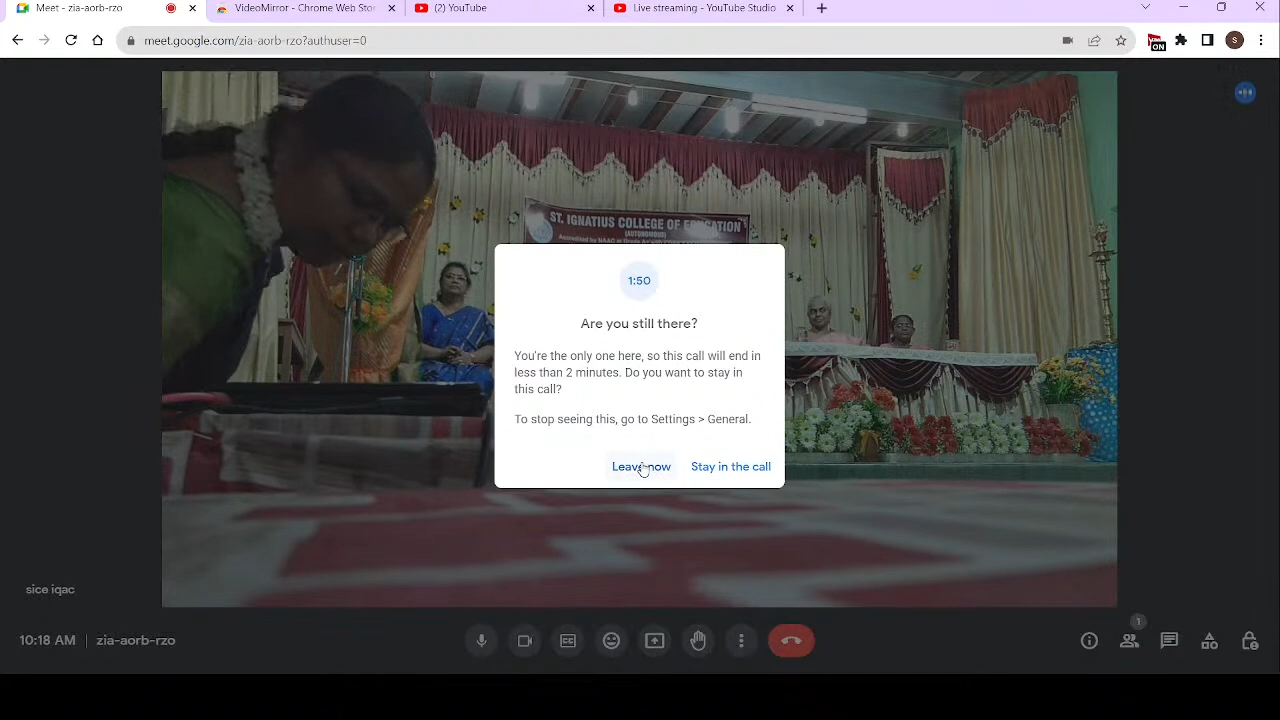 Meet - zia-aorb-rzo
VideoMirror - Chrome Web Sto
(2) YouTube
Live streaming - YouTube Studio
meet.google.com/zia-aorb-rzo?authuser=0
ON
S
ST. IGNATIUS COLLEGE OF EDUCATION
(AUTONOMOUS)
1:50
Are you still there?
You're the only one here, so this call will end in
less than 2 minutes. Do you want to stay in
this call?
To stop seeing this, go to Settings > General.
Leave now
Stay in the call
sice iqac
10:18 AM | zia-aorb-rzo
1